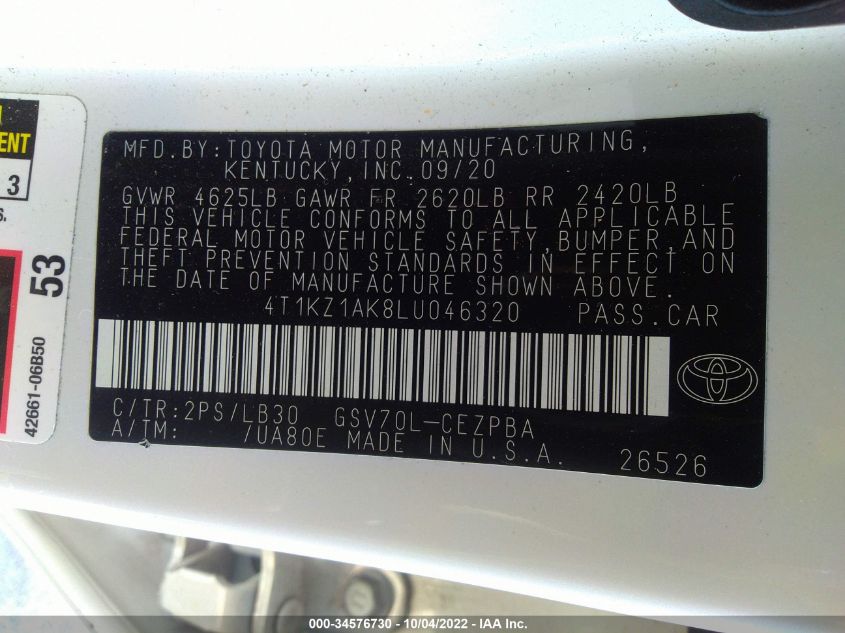 MFD.BY:TOYOTA MOTOR MANUFACTURING,
KENTUCKY,INC.09/20
GVWR 4625LB GAWR FR 2620LB RR 2420LB
THIS VEHICLE CONFORMS TO ALL APPLICABLE
FEDERAL MOTOR VEHICLE SAFETY,BUMPER,AND
THEFT PREVENTION STANDARDS IN EFFECT ON
THE DATE OF MANUFACTURE SHOWN ABOVE.
4T1KZ1AK8LU046320 PASS.CAR
C/TR:2PS/LB30 GSV70L-CEZPBA
A/TM: /UA80E MADE IN U.S.A.
26526
3
53
42661-06B50
000-34576730 - 10/04/2022 - IAA Inc.